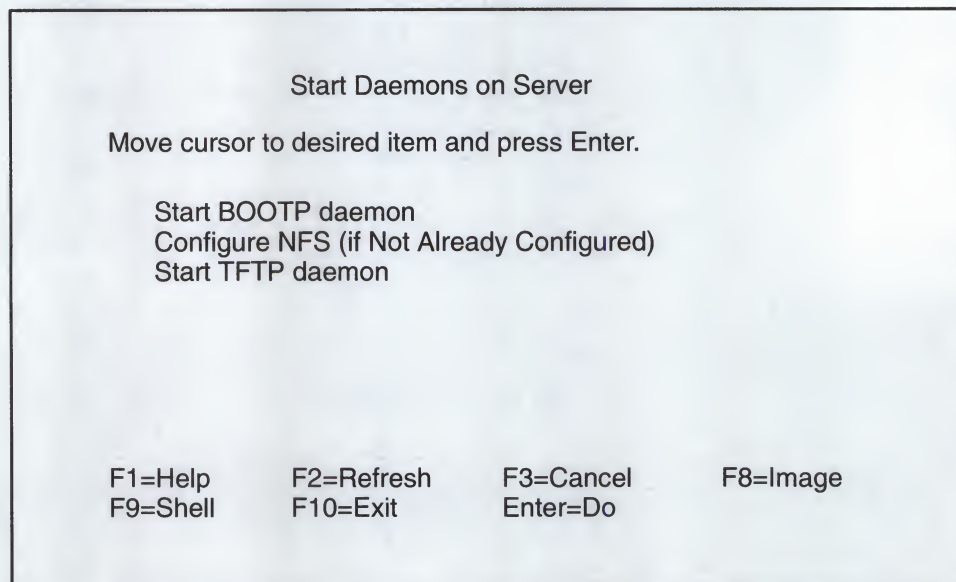 Start Daemons on Server
Move cursor to desired item and press Enter.
Start BOOTP daemon
Configure NFS (if Not Already Configured)
Start TFTP daemon
F1=Help F2=Refresh F3=Cancel F8=Image
F9=Shell F10=Exit Enter=Do